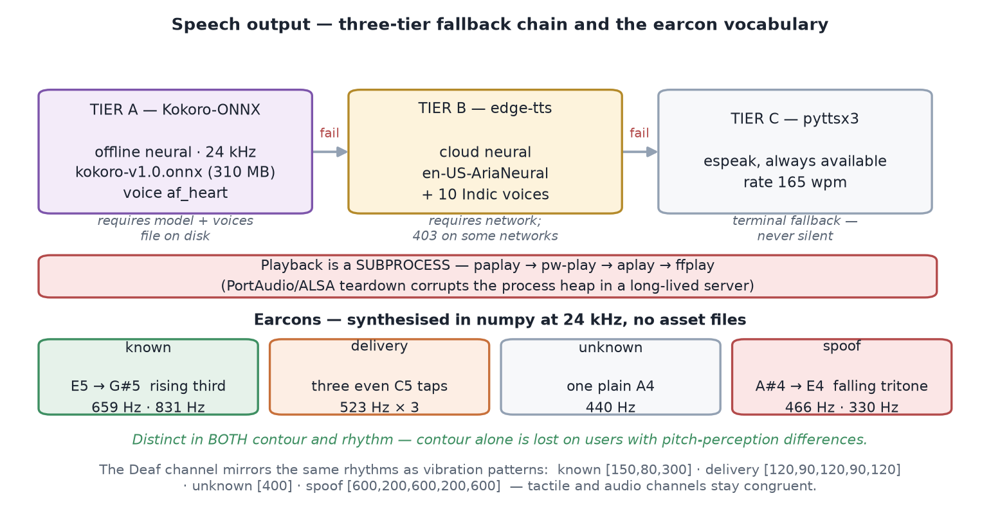 Speech output — three-tier fallback chain and the earcon vocabulary
TIER A — Kokoro-ONNX
offline neural · 24 kHz
kokoro-v1.0.onnx (310 MB)
voice af_heart
requires model + voices
file on disk
fail
TIER B — edge-tts
cloud neural
en-US-AriaNeural
+ 10 Indic voices
requires network;
403 on some networks
fail
TIER C — pyttsx3
espeak, always available
rate 165 wpm
terminal fallback —
never silent
Playback is a SUBPROCESS — paplay → pw-play → aplay → ffplay
(PortAudio/ALSA teardown corrupts the process heap in a long-lived server)
Earcons — synthesised in numpy at 24 kHz, no asset files
known
E5 → G#5  rising third
659 Hz · 831 Hz
delivery
three even C5 taps
523 Hz × 3
unknown
one plain A4
440 Hz
spoof
A#4 → E4  falling tritone
466 Hz · 330 Hz
Distinct in BOTH contour and rhythm — contour alone is lost on users with pitch-perception differences.
The Deaf channel mirrors the same rhythms as vibration patterns:  known [150,80,300] · delivery [120,90,120,90,120]
· unknown [400] · spoof [600,200,600,200,600]  — tactile and audio channels stay congruent.